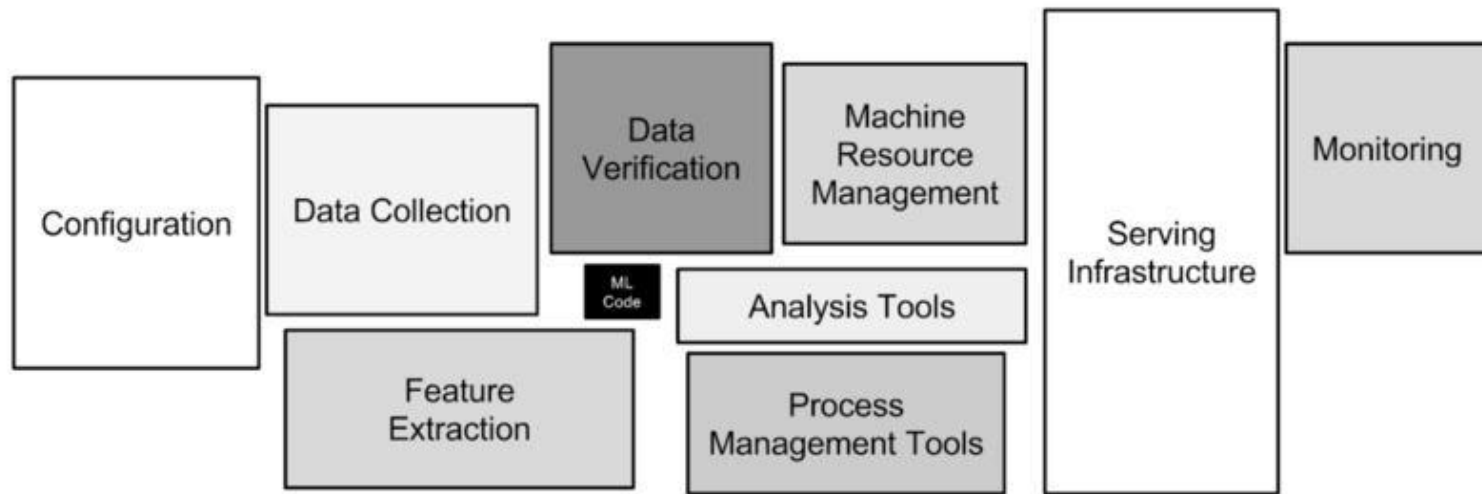 Configuration
Data Collection
Data
Verification
Machine
Resource
Management
Serving
Infrastructure
Monitoring
ML
Code
Analysis Tools
Feature
Extraction
Process
Management Tools